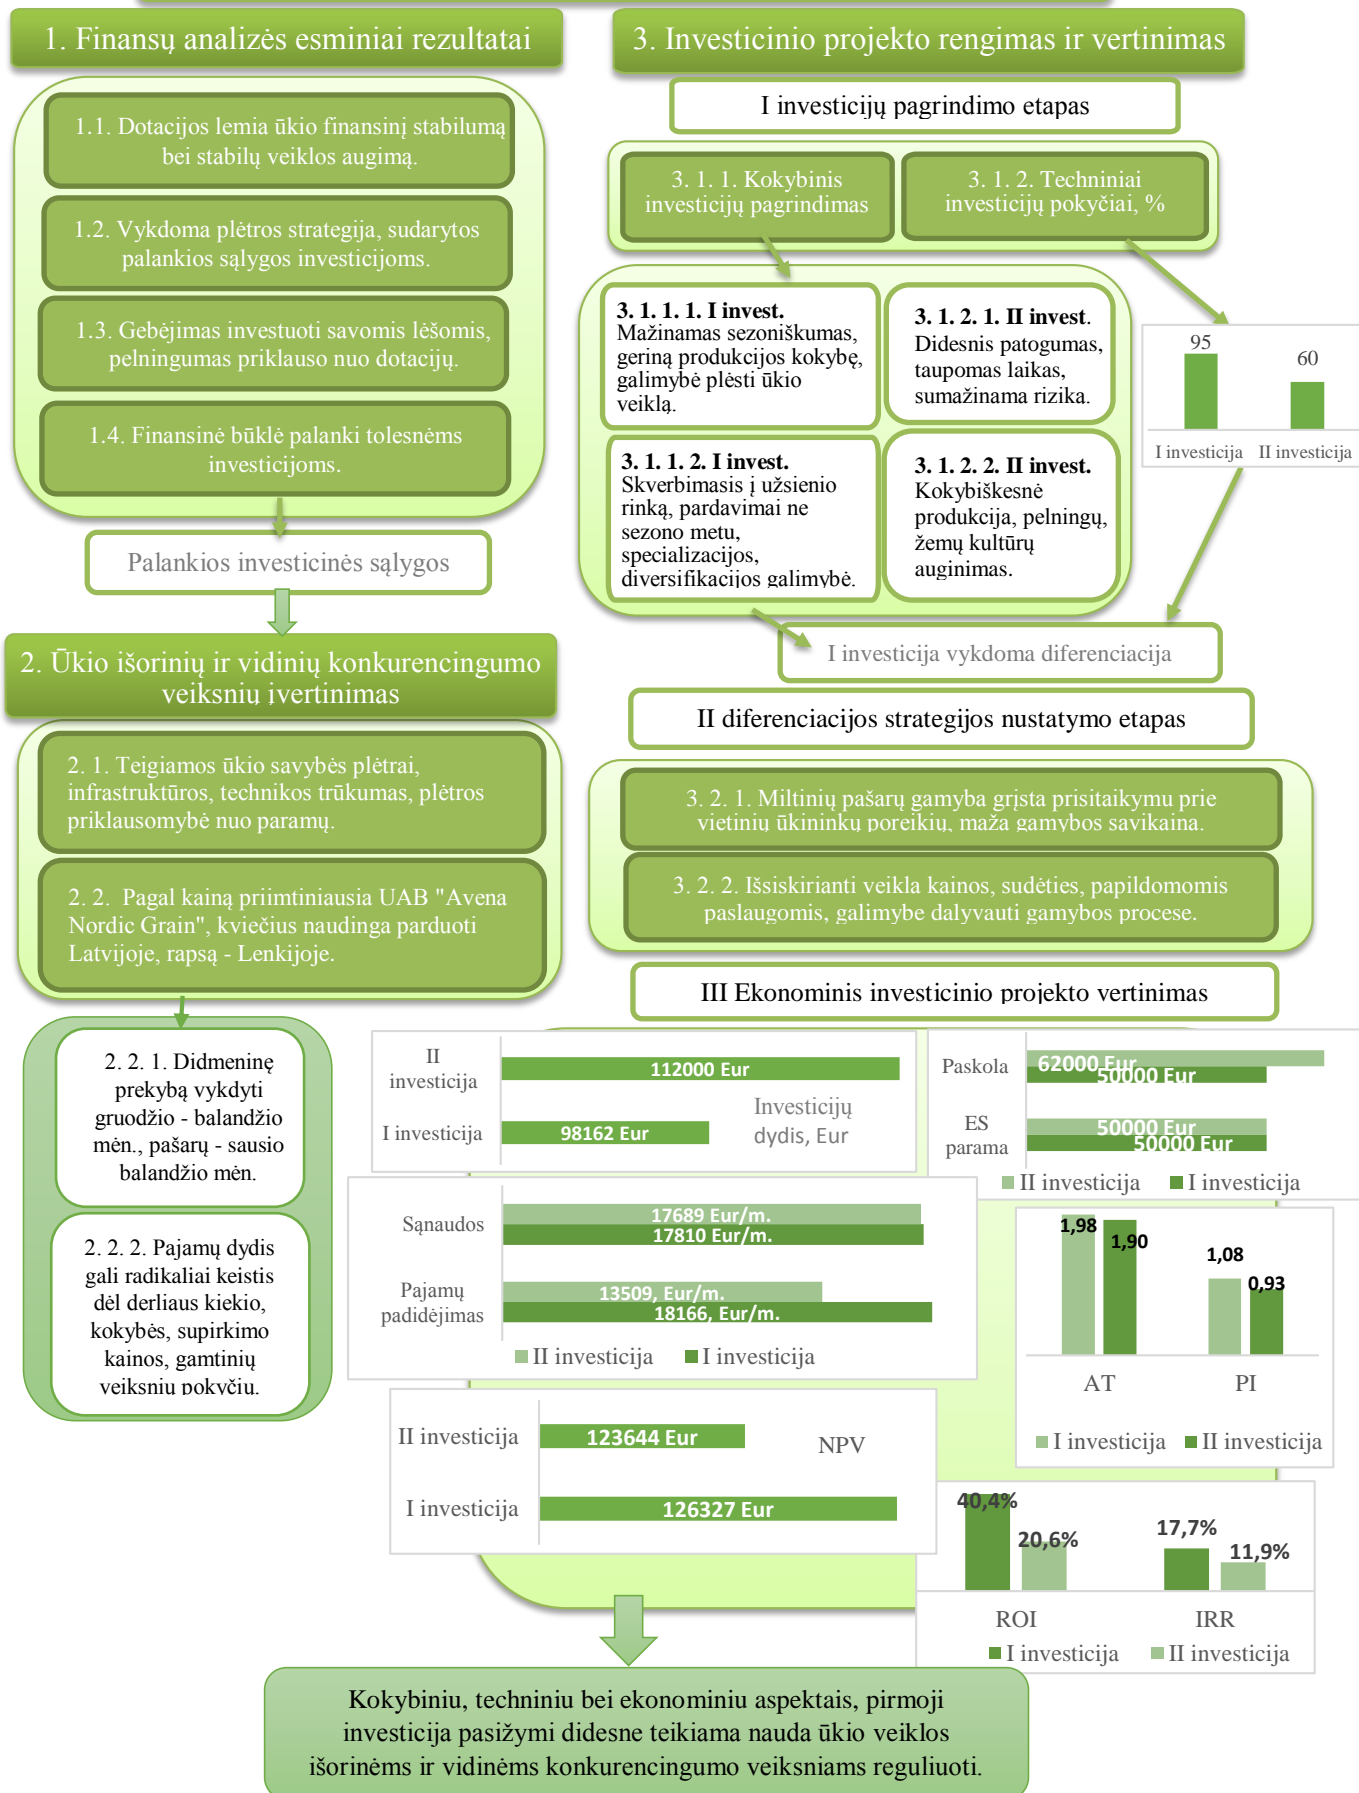 1. Finansų analizės esminiai rezultatai
1.1. Dotacijos lemia ūkio finansinį stabilumą
bei stabilų veiklos augimą.
1.2. Vykdoma plėtros strategija, sudarytos
palankios sąlygos investicijoms.
1.3. Gebėjimas investuoti savomis lėšomis,
pelningumas priklauso nuo dotacijų.
1.4. Finansinė būklė palanki tolesnėms
investicijoms.
Palankios investicinės sąlygos
2. Ūkio išorinių ir vidinių konkurencingumo
veiksnių įvertinimas
2. 1. Teigiamos ūkio savybės plėtrai,
infrastruktūros, technikos trūkumas, plėtros
priklausomybė nuo paramų.
2. 2. Pagal kainą priimtiniausia UAB "Avena
Nordic Grain", kviečius naudinga parduoti
Latvijoje, rapsą - Lenkijoje.
2. 2. 1. Didmeninę
prekybą vykdyti
gruodžio - balandžio
mėn., pašarų - sausio
balandžio mėn.
2. 2. 2. Pajamų dydis
gali radikaliai keistis
dėl derliaus kiekio,
kokybės, supirkimo
kainos, gamtinių
veiksnių pokyčių.
3. Investicinio projekto rengimas ir vertinimas
I investicijų pagrindimo etapas
3. 1. 1. Kokybinis
investicijų pagrindimas
3. 1. 2. Techniniai
investicijų pokyčiai, %
3. 1. 1. 1. I invest.
Mažinamas sezoniškumas,
geriną produkcijos kokybę,
galimybė plėsti ūkio
veiklą.
3. 1. 2. 1. II invest.
Didesnis patogumas,
taupomas laikas,
sumažinama rizika.
3. 1. 1. 2. I invest.
Skverbimasis į užsienio
rinką, pardavimai ne
sezono metu,
specializacijos,
diversifikacijos galimybė.
3. 1. 2. 2. II invest.
Kokybiškesnė
produkcija, pelningų,
žemų kultūrų
auginimas.
95
60
I investicija II investicija
I investicija vykdoma diferenciacija
II diferenciacijos strategijos nustatymo etapas
3. 2. 1. Miltinių pašarų gamyba grįsta prisitaikymu prie
vietinių ūkininkų poreikių, maža gamybos savikaina.
3. 2. 2. Išsiskirianti veikla kainos, sudėties, papildomomis
paslaugomis, galimybe dalyvauti gamybos procese.
III Ekonominis investicinio projekto vertinimas
II
investicija
112000 Eur
I investicija
98162 Eur
Investicijų
dydis, Eur
Paskola
62000 Eur
50000 Eur
ES
parama
50000 Eur
50000 Eur
II investicija I investicija
Sąnaudos
17689 Eur/m.
17810 Eur/m.
Pajamų
padidėjimas
13509, Eur/m.
18166, Eur/m.
II investicija I investicija
1,98
1,90
1,08
0,93
AT PI
I investicija II investicija
II investicija
123644 Eur
NPV
I investicija
126327 Eur
40,4%
20,6%
17,7%
11,9%
ROI IRR
I investicija II investicija
Kokybiniu, techniniu bei ekonominiu aspektais, pirmoji
investicija pasižymi didesne teikiama nauda ūkio veiklos
išorinėms ir vidinėms konkurencingumo veiksniams reguliuoti.